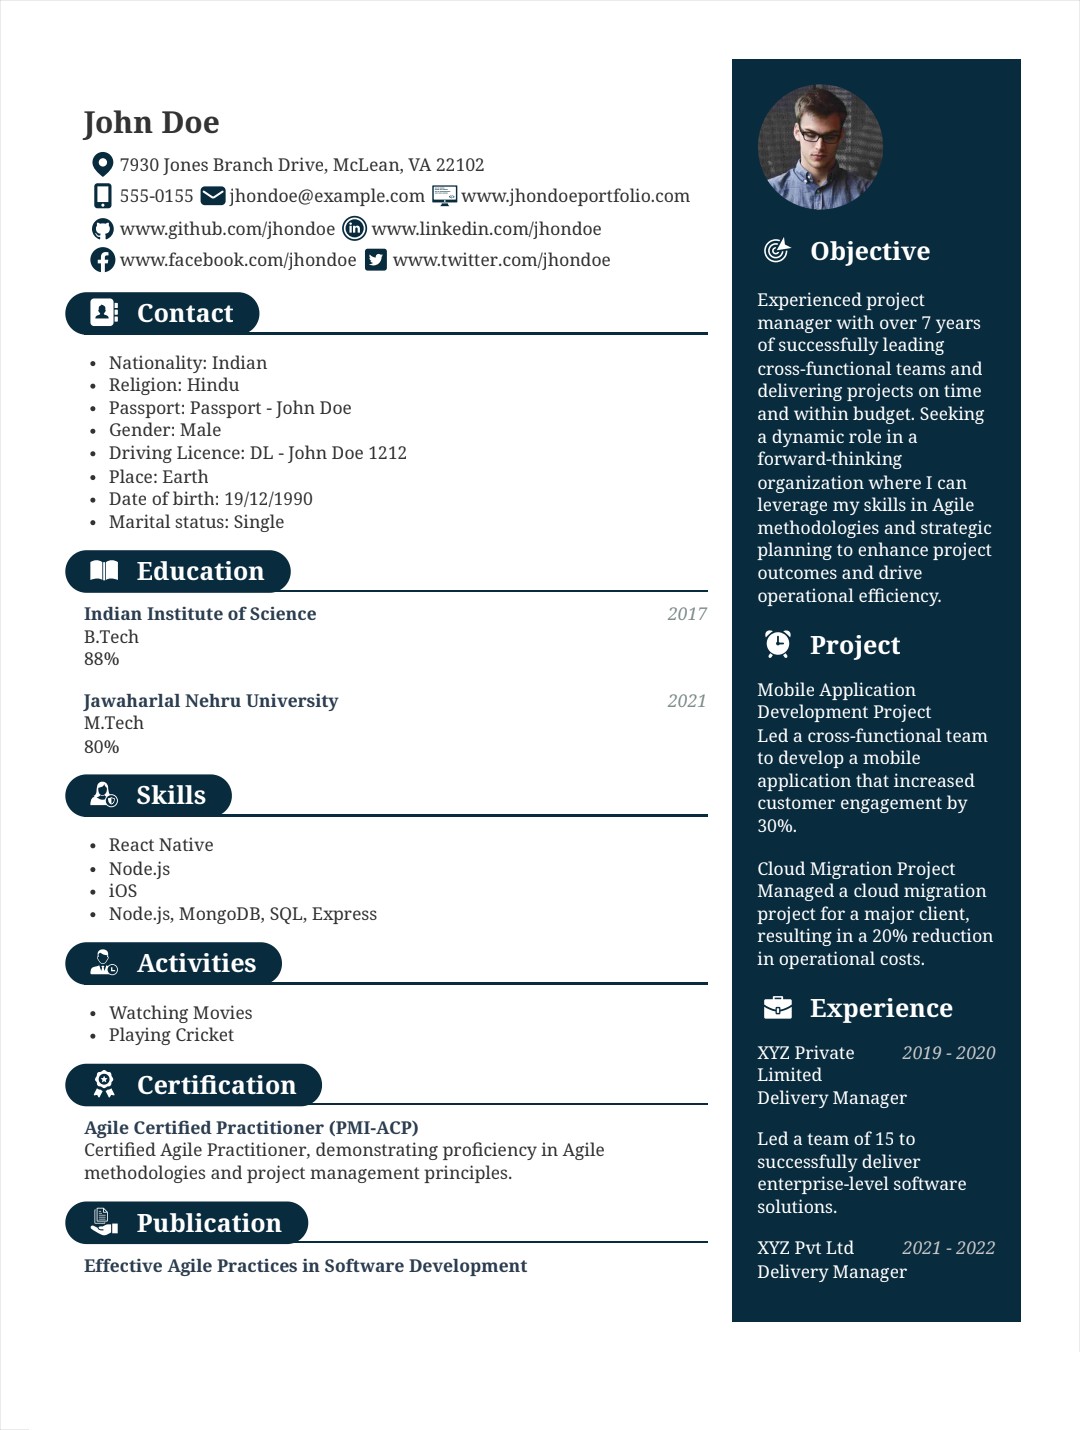 John Doe
7930 Jones Branch Drive, McLean, VA 22102
555-0155 jhondoe@example.com www.jhondoeportfolio.com
www.github.com/jhondoe www.linkedin.com/jhondoe
www.facebook.com/jhondoe www.twitter.com/jhondoe
Contact
• Nationality: Indian
• Religion: Hindu
• Passport: Passport - John Doe
• Gender: Male
• Driving Licence: DL - John Doe 1212
• Place: Earth
• Date of birth: 19/12/1990
• Marital status: Single
Education
Indian Institute of Science 2017
B.Tech
88%
Jawaharlal Nehru University 2021
M.Tech
80%
Skills
• React Native
• Node.js
• iOS
• Node.js, MongoDB, SQL, Express
Activities
• Watching Movies
• Playing Cricket
Certification
Agile Certified Practitioner (PMI-ACP)
Certified Agile Practitioner, demonstrating proficiency in Agile
methodologies and project management principles.
Publication
Effective Agile Practices in Software Development
Objective
Experienced project
manager with over 7 years
of successfully leading
cross-functional teams and
delivering projects on time
and within budget. Seeking
a dynamic role in a
forward-thinking
organization where I can
leverage my skills in Agile
methodologies and strategic
planning to enhance project
outcomes and drive
operational efficiency.
Project
Mobile Application
Development Project
Led a cross-functional team
to develop a mobile
application that increased
customer engagement by
30%.
Cloud Migration Project
Managed a cloud migration
project for a major client,
resulting in a 20% reduction
in operational costs.
Experience
XYZ Private 2019 - 2020
Limited
Delivery Manager
Led a team of 15 to
successfully deliver
enterprise-level software
solutions.
XYZ Pvt Ltd 2021 - 2022
Delivery Manager